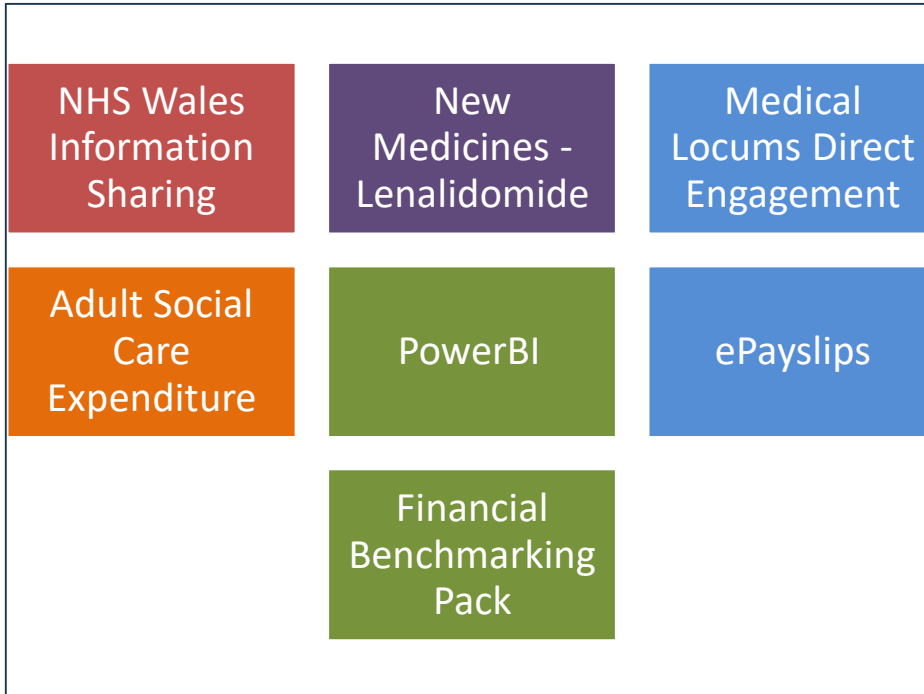 NHS Wales
Information
Sharing
New
Medicines -
Lenalidomide
Medical
Locums Direct
Engagement
Adult Social
Care
Expenditure
PowerBI
ePayslips
Financial
Benchmarking
Pack